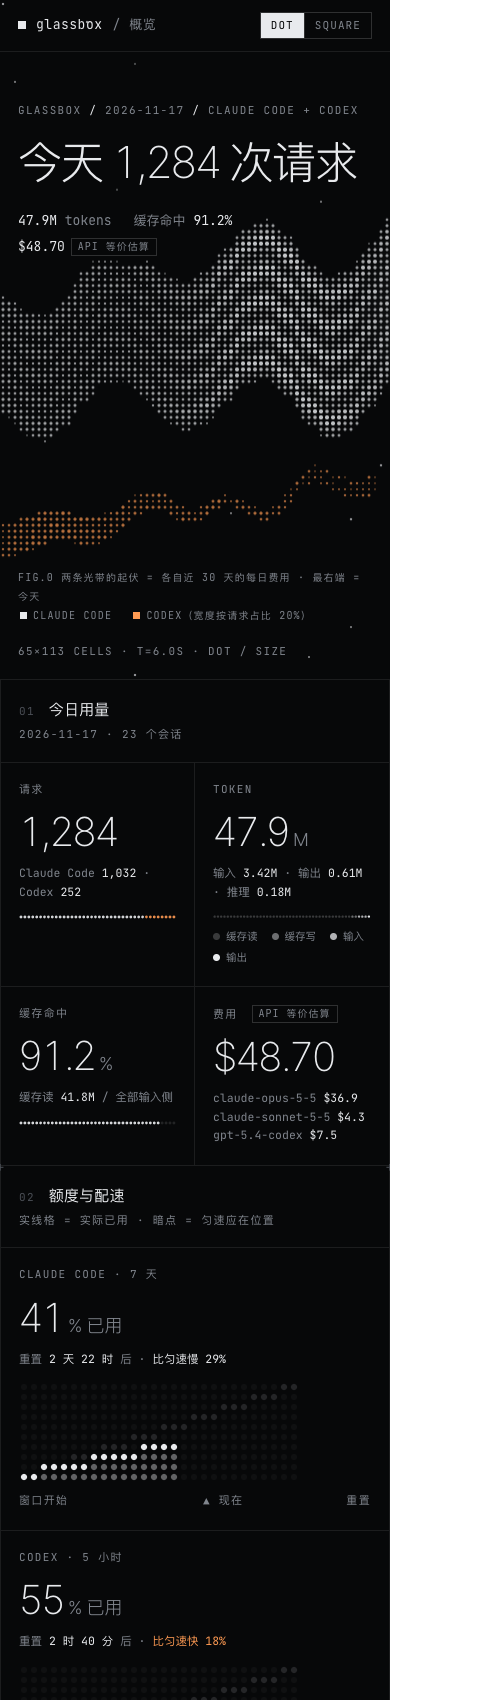 glassbox / 概览
DOT SQUARE
GLASSBOX / 2026-11-17 / CLAUDE CODE + CODEX
今天 1,284 次请求
47.9M tokens 缓存命中 91.2%
$48.70 API 等价估算
FIG.0 两条光带的起伏 = 各自近 30 天的每日费用 · 最右端 =
今天
CLAUDE CODE CODEX (宽度按请求占比 20%)
65×113 CELLS · T=6.0S · DOT / SIZE
01 今日用量
2026-11-17 · 23 个会话
请求
1,284
Claude Code 1,032 ·
Codex 252
TOKEN
47.9 M
输入 3.42M · 输出 0.61M
· 推理 0.18M
缓存读 缓存写 输入
输出
缓存命中
91.2 %
缓存读 41.8M / 全部输入侧
费用 API 等价估算
$48.70
claude-opus-5-5 $36.9
claude-sonnet-5-5 $4.3
gpt-5.4-codex $7.5
02 额度与配速
实线格 = 实际已用 · 暗点 = 匀速应在位置
CLAUDE CODE · 7 天
41 % 已用
重置 2 天 22 时 后 · 比匀速慢 29%
窗口开始 ▲ 现在 重置
CODEX · 5 小时
55 % 已用
重置 2 时 40 分 后 · 比匀速快 18%